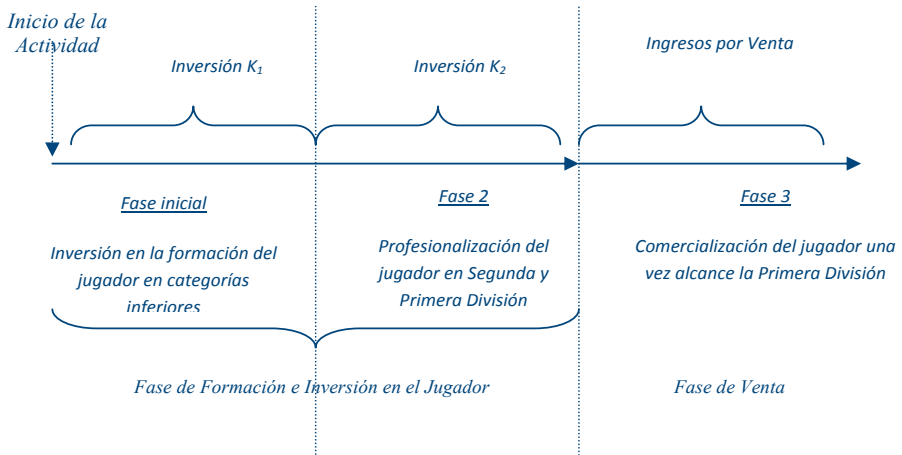 Inicio de la
Actividad
Inversión K₁
Inversión K₂
Ingresos por Venta
Fase inicial
Inversión en la formación del
jugador en categorías
inferiores
Fase 2
Profesionalización del
jugador en Segunda y
Primera División
Fase 3
Comercialización del jugador una
vez alcance la Primera División
Fase de Formación e Inversión en el Jugador
Fase de Venta